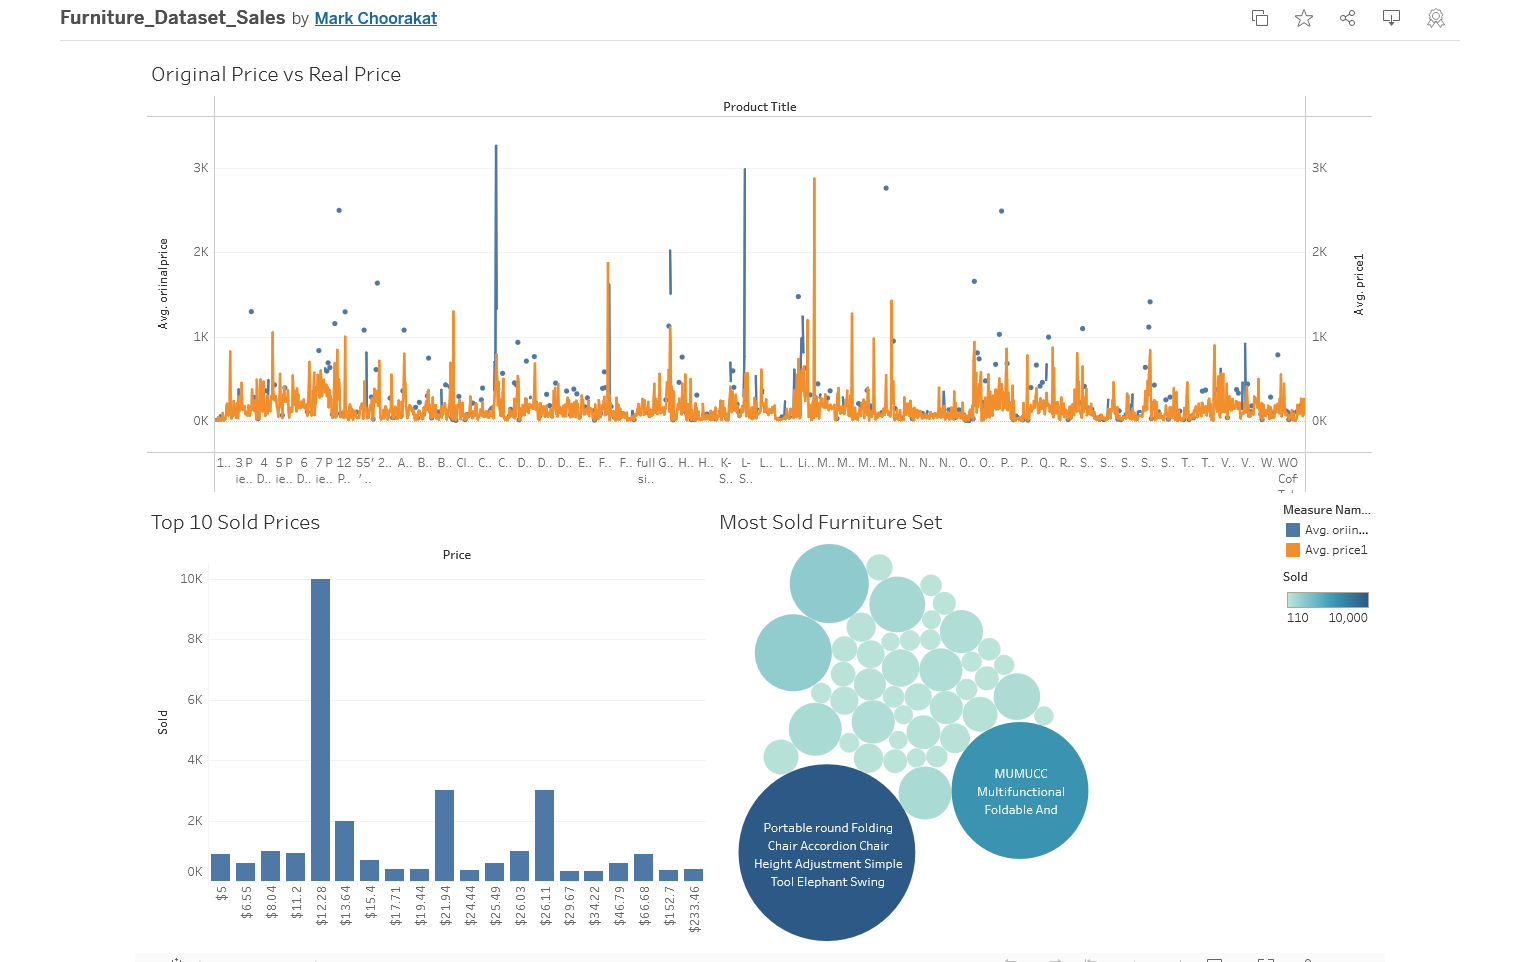 Furniture_Dataset_Sales by Mark Choorakat
Original Price vs Real Price
Product Title
3K
2K
1K
0K
Avg. oriinalprice
3K
2K
1K
0K
Avg. price1
1.. 3 P 4 5 P 6 7 P 12 55′ 2.. A.. B.. B.. Cl.. C.. C.. D.. D.. D.. E.. F.. F.. full G.. H.. H.. K- L- L.. L.. Li.. M.. M.. M.. M.. N.. N.. N.. O.. O.. P.. P.. Q.. R.. S.. S.. S.. S.. S.. T.. T.. V.. V.. W. WO
ie.. D.. ie.. D.. ie.. P.. ′ .. si.. S.. S.. Cof
Top 10 Sold Prices
Price
10K
8K
6K
4K
2K
0K
Sold
$5 $6.55 $8.04 $11.2 $12.28 $13.64 $15.4 $17.71 $19.44 $21.94 $24.44 $25.49 $26.03 $26.11 $29.67 $34.22 $46.79 $66.68 $152.7 $233.46
Most Sold Furniture Set
MUMUCC
Multifunctional
Foldable And
Portable round Folding
Chair Accordion Chair
Height Adjustment Simple
Tool Elephant Swing
Measure Nam...
Avg. oriin...
Avg. price1
Sold
110 10,000